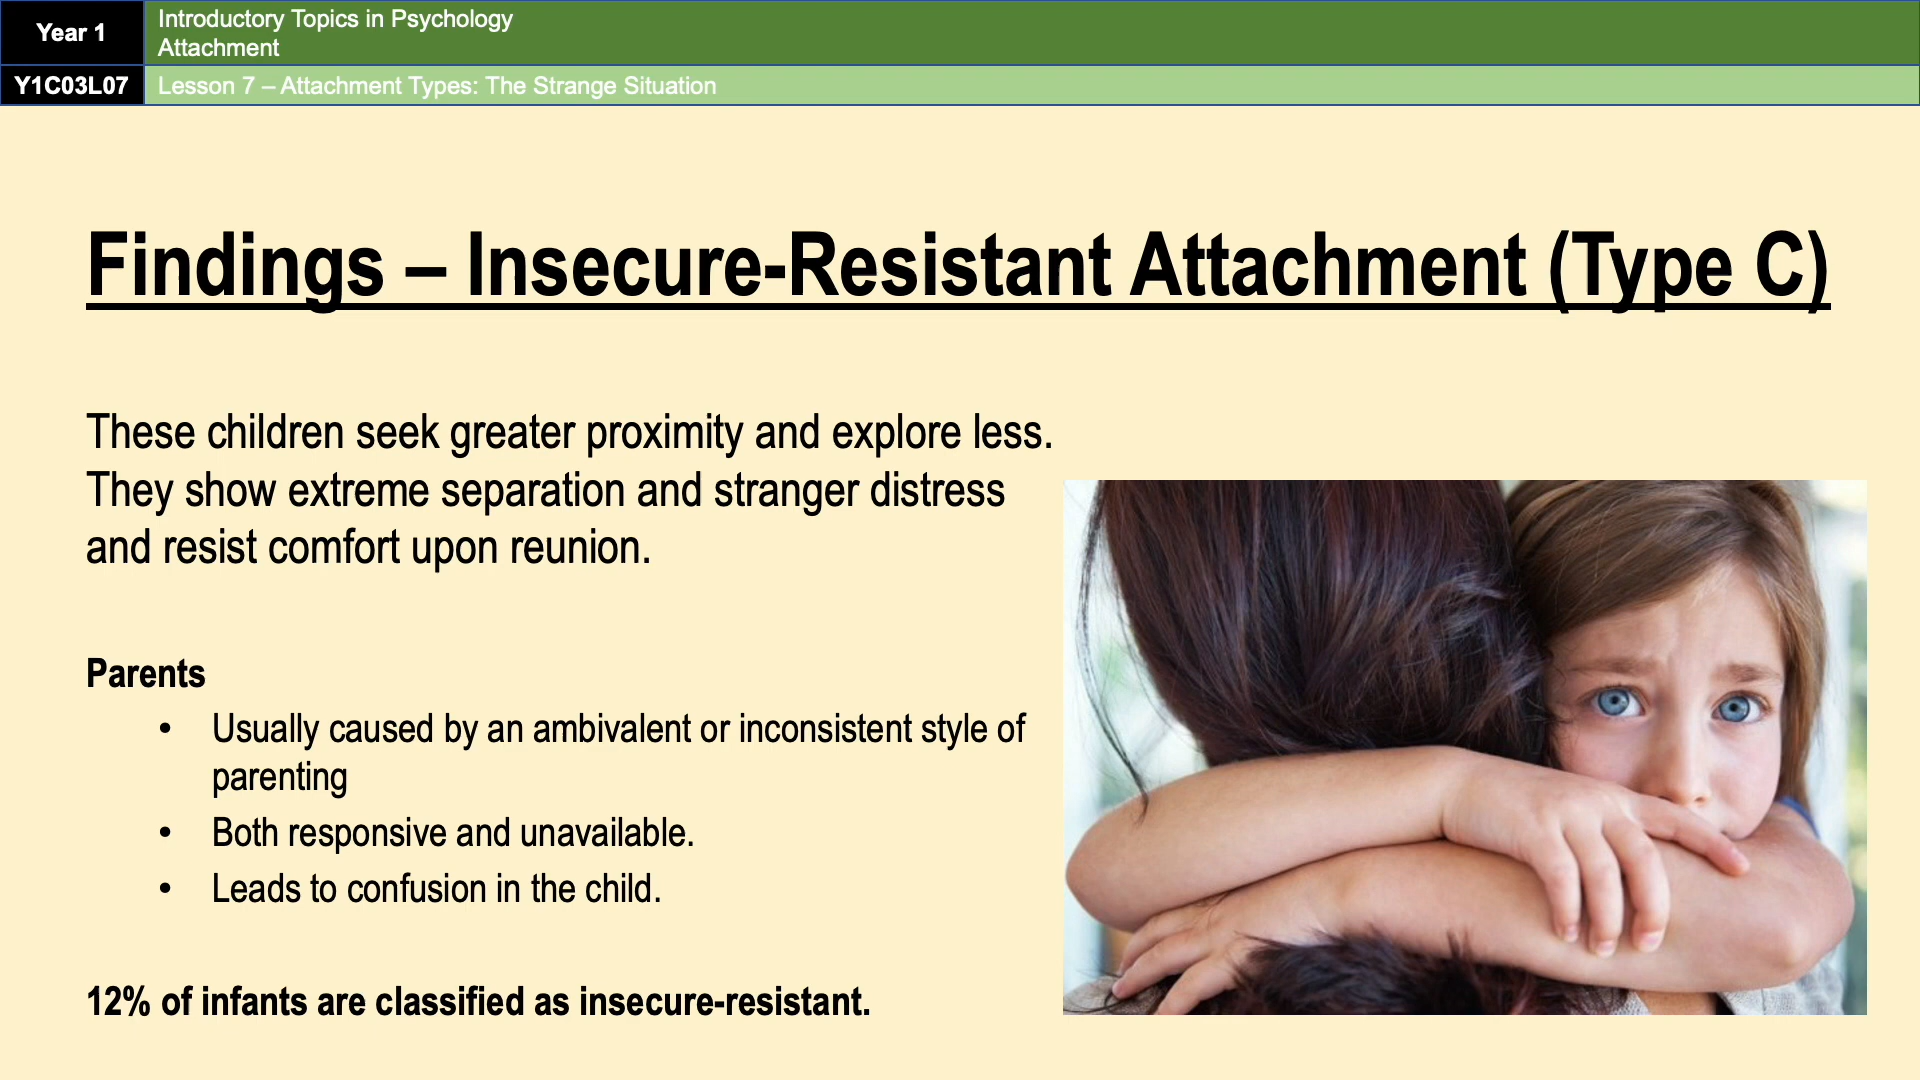 Year 1
Introductory Topics in Psychology
Attachment
Y1C03L07
Lesson 7 – Attachment Types: The Strange Situation
Findings – Insecure-Resistant Attachment (Type C)
These children seek greater proximity and explore less.
They show extreme separation and stranger distress
and resist comfort upon reunion.
Parents
• Usually caused by an ambivalent or inconsistent style of
parenting
• Both responsive and unavailable.
• Leads to confusion in the child.
12% of infants are classified as insecure-resistant.